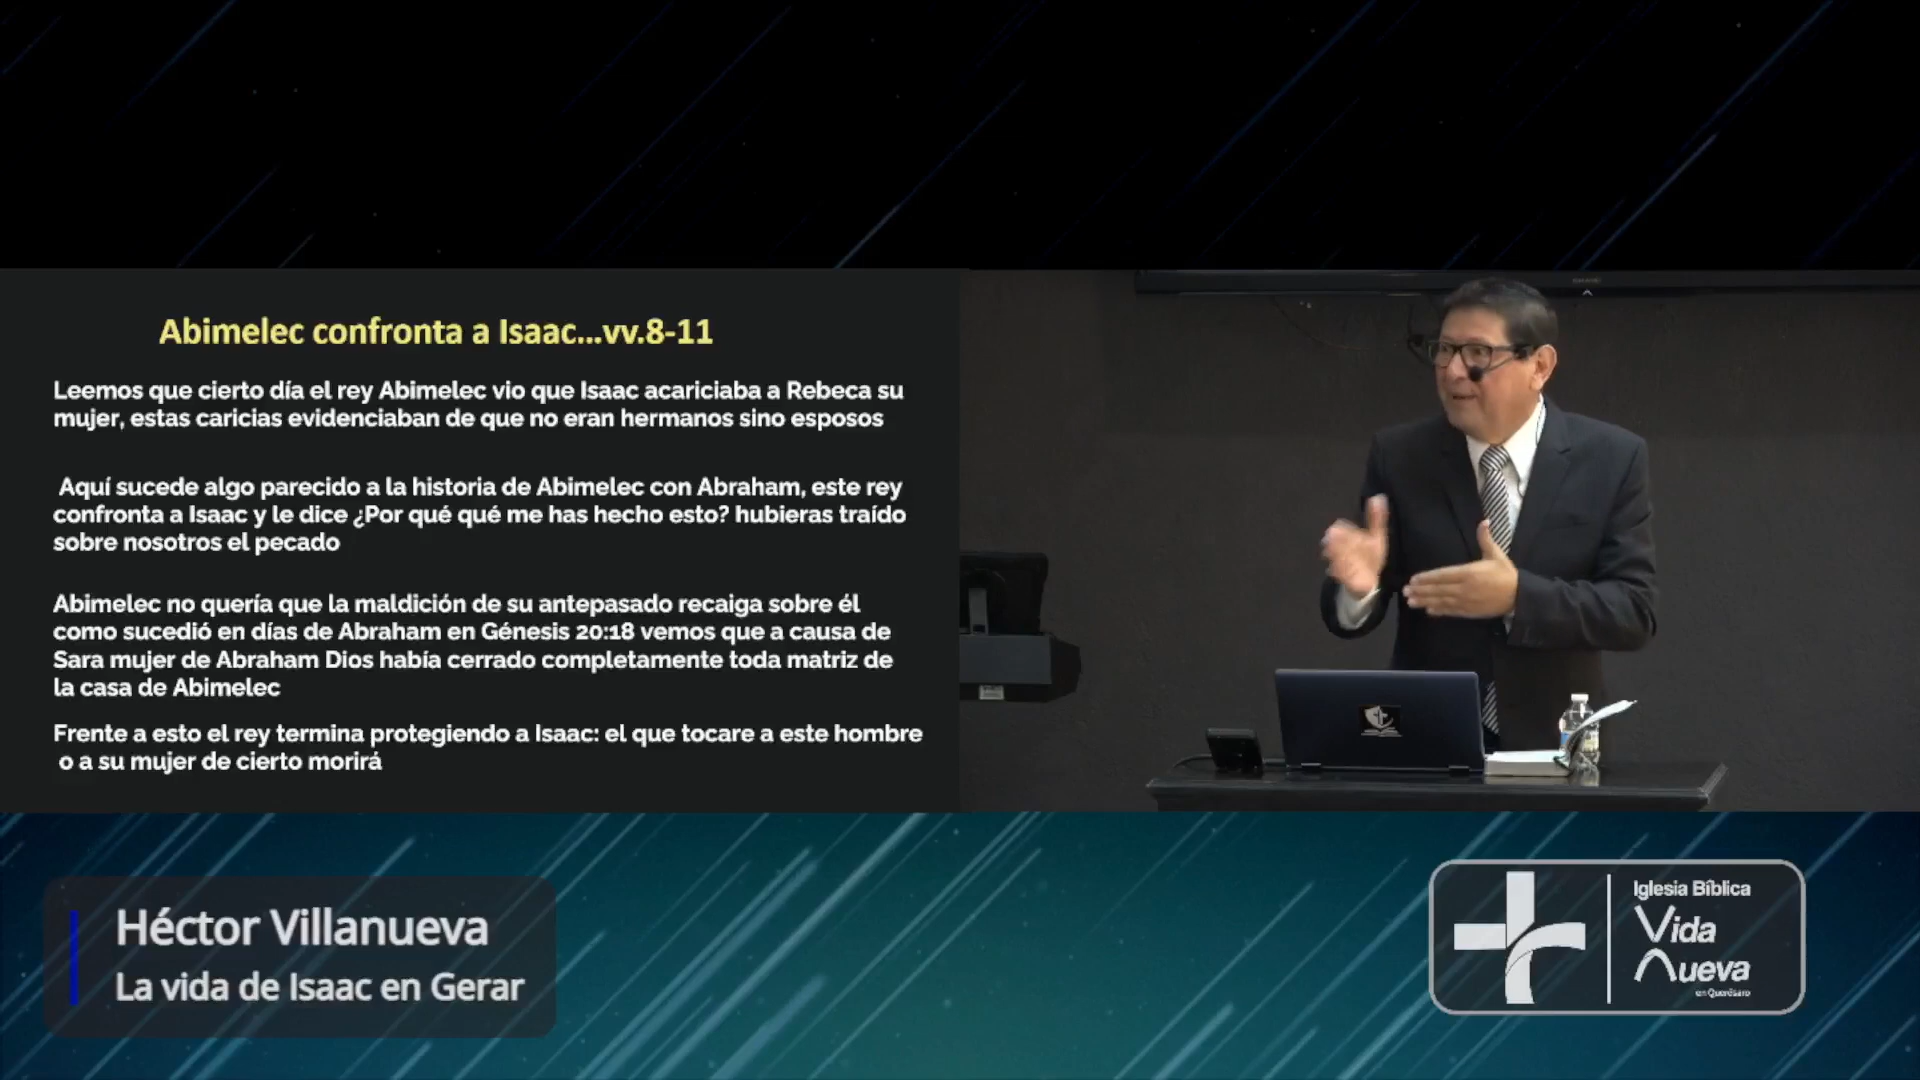 Abimelec confronta a Isaac...vv.8-11
Leemos que cierto día el rey Abimelec vio que Isaac acariciaba a Rebeca su
mujer, estas caricias evidenciaban de que no eran hermanos sino esposos
Aquí sucede algo parecido a la historia de Abimelec con Abraham, este rey
confronta a Isaac y le dice ¿Por qué qué me has hecho esto? hubieras traído
sobre nosotros el pecado
Abimelec no quería que la maldición de su antepasado recaiga sobre él
como sucedió en días de Abraham en Génesis 20:18 vemos que a causa de
Sara mujer de Abraham Dios había cerrado completamente toda matriz de
la casa de Abimelec
Frente a esto el rey termina protegiendo a Isaac: el que tocare a este hombre
o a su mujer de cierto morirá
Héctor Villanueva
La vida de Isaac en Gerar
Iglesia Bíblica
Vida
Nueva
en Querétaro